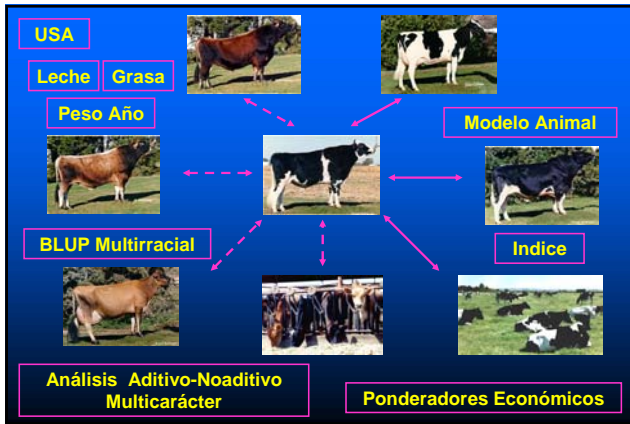 USA
Leche
Grasa
Peso Año
Modelo Animal
BLUP Multirracial
Indice
Análisis Aditivo-Noaditivo
Multicarácter
Ponderadores Económicos